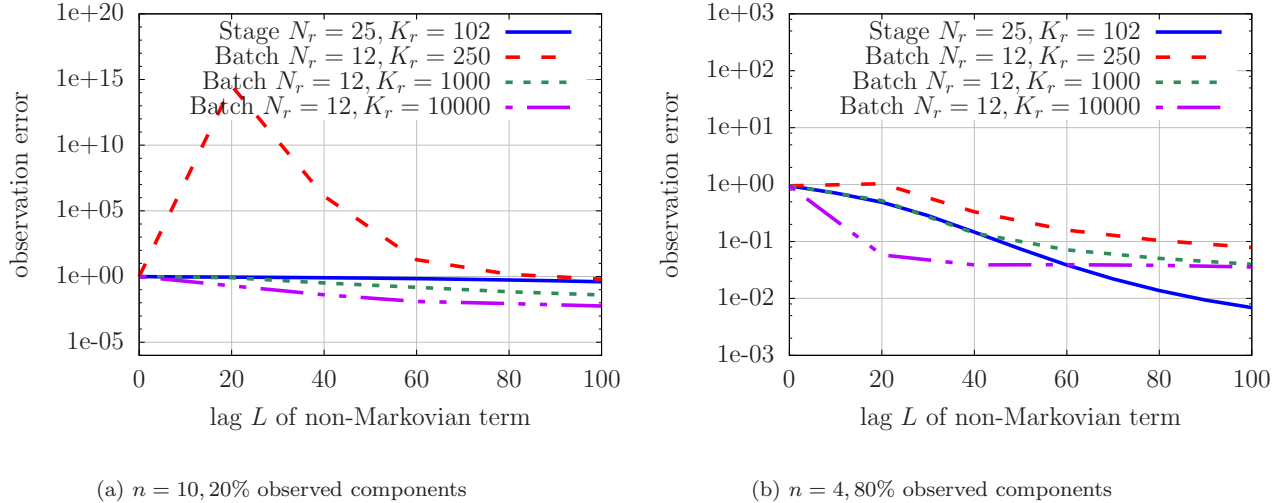 1e+20
1e+15
1e+10
1e+05
1e+00
1e-05
observation error
Stage N_r = 25, K_r = 102
Batch N_r = 12, K_r = 250
Batch N_r = 12, K_r = 1000
Batch N_r = 12, K_r = 10000
0 20 40 60 80 100
lag L of non-Markovian term
(a) n = 10, 20% observed components
1e+03
1e+02
1e+01
1e+00
1e-01
1e-02
1e-03
observation error
Stage N_r = 25, K_r = 102
Batch N_r = 12, K_r = 250
Batch N_r = 12, K_r = 1000
Batch N_r = 12, K_r = 10000
0 20 40 60 80 100
lag L of non-Markovian term
(b) n = 4, 80% observed components